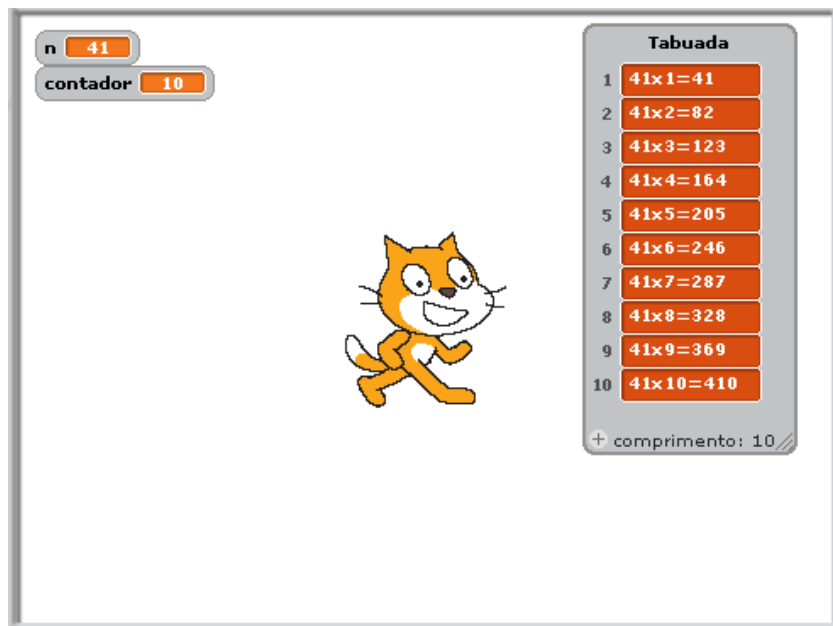 n 41
contador 10
Tabuada
1 41x1=41
2 41x2=82
3 41x3=123
4 41x4=164
5 41x5=205
6 41x6=246
7 41x7=287
8 41x8=328
9 41x9=369
10 41x10=410
+ comprimento: 10